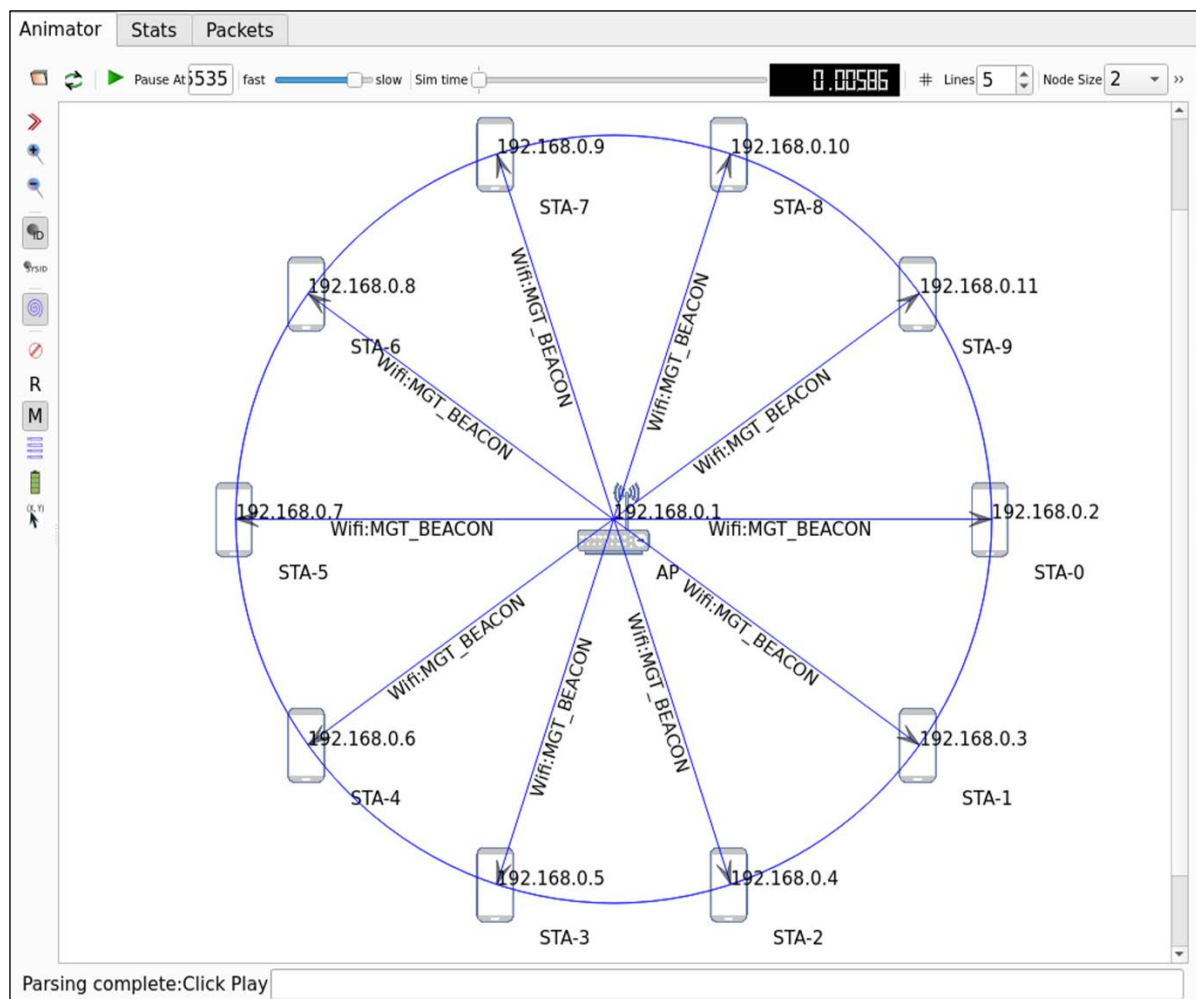 Animator Stats Packets
Pause At 5535 fast slow Sim time 0.00586 # Lines 5 Node Size 2 »
ID
SYSID
R
M
(X,Y)
192.168.0.9
192.168.0.10
STA-7
STA-8
Wifi:MGT_BEACON
Wifi:MGT_BEACON
192.168.0.8
192.168.0.11
STA-6
STA-9
Wifi:MGT_BEACON
Wifi:MGT_BEACON
192.168.0.7
192.168.0.1
192.168.0.2
Wifi:MGT_BEACON
Wifi:MGT_BEACON
STA-5
AP
STA-0
Wifi:MGT_BEACON
Wifi:MGT_BEACON
Wifi:MGT_BEACON
Wifi:MGT_BEACON
192.168.0.6
192.168.0.3
STA-4
STA-1
192.168.0.5
192.168.0.4
STA-3
STA-2
Parsing complete:Click Play